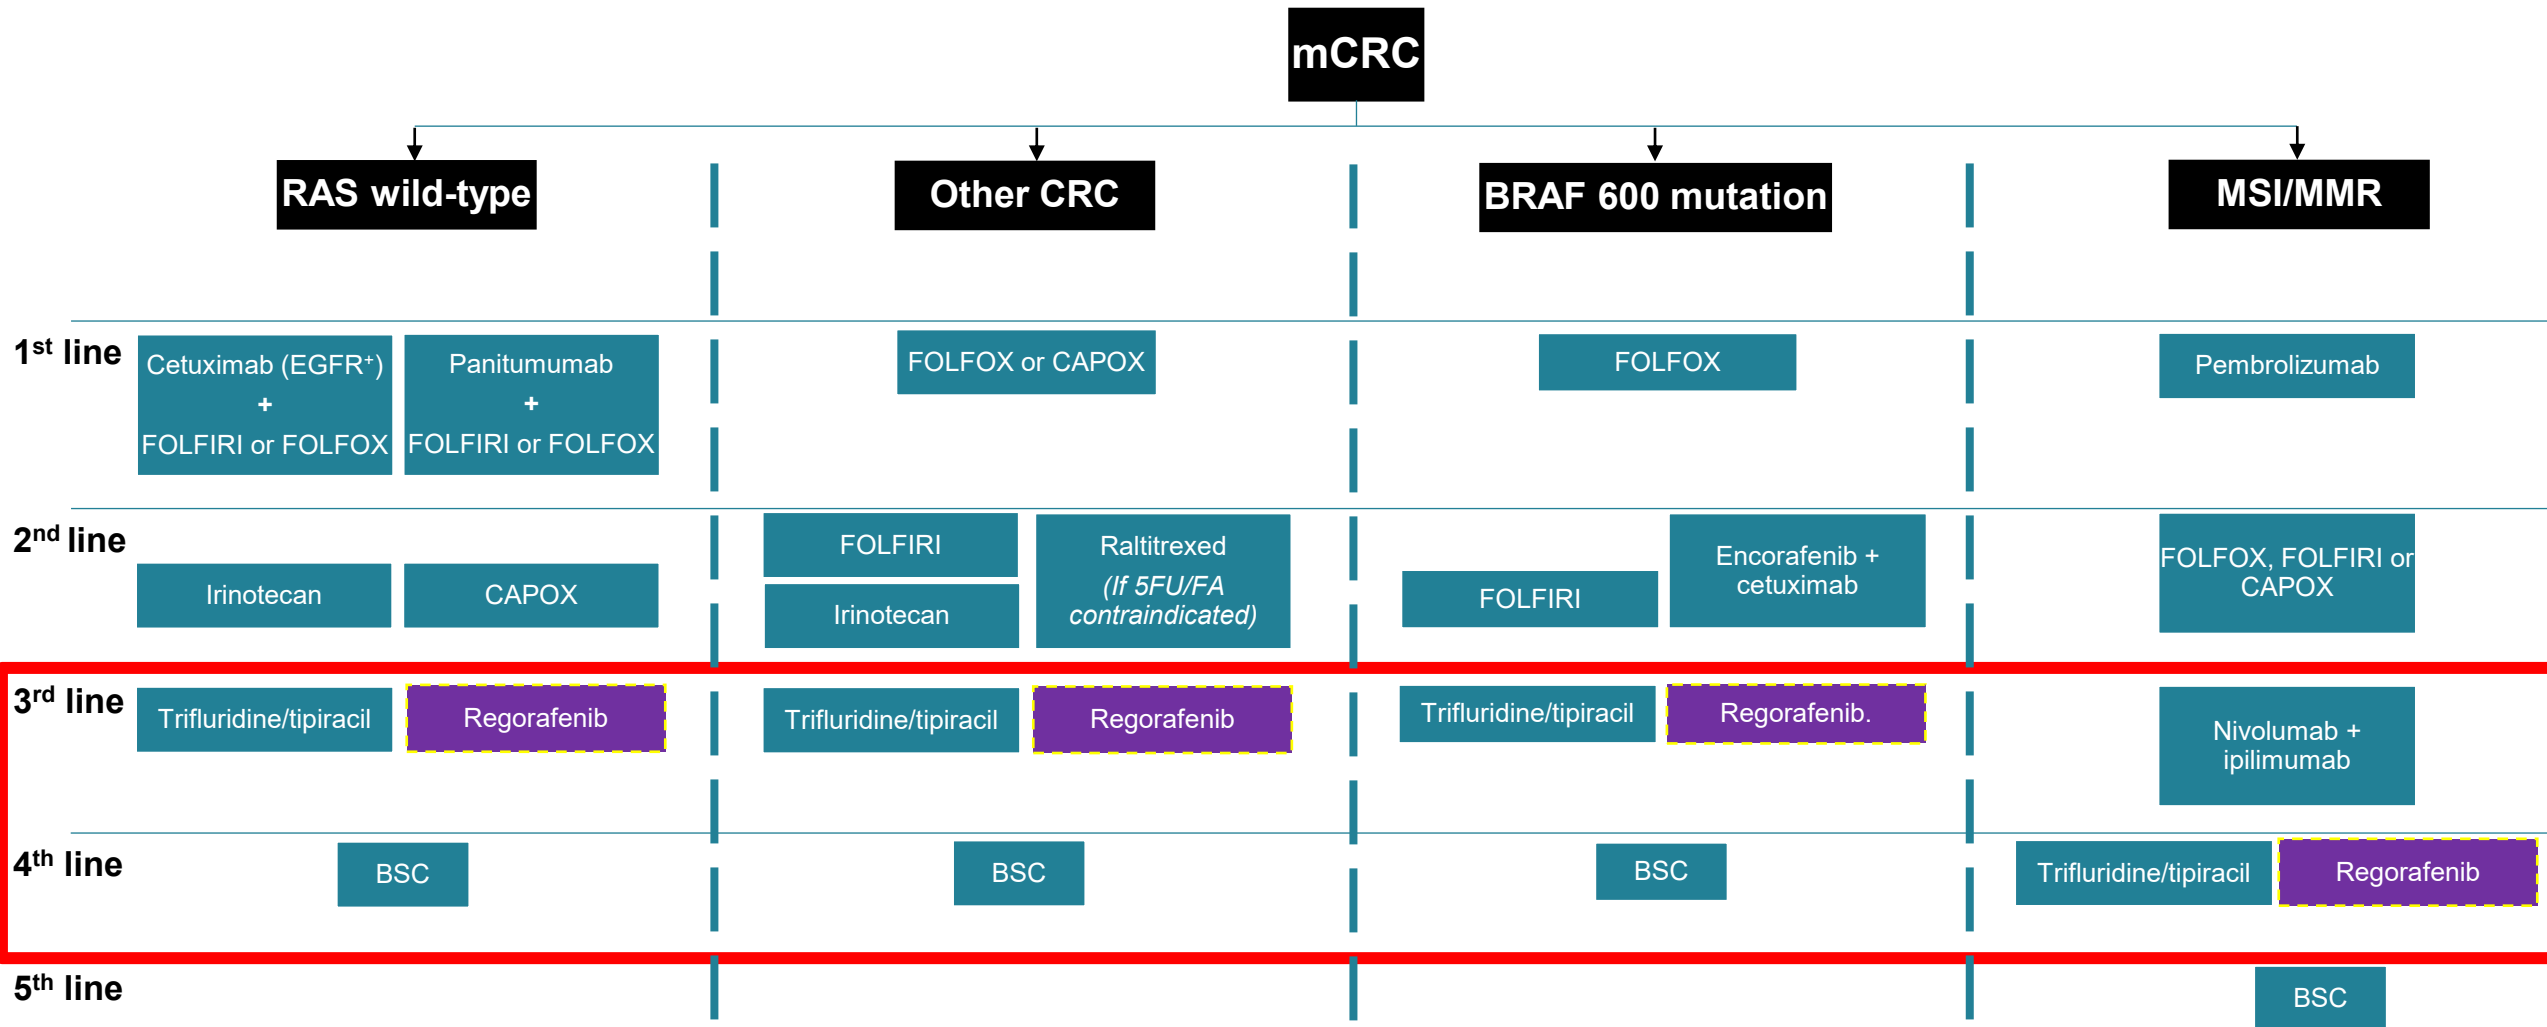 mCRC
RAS wild-type
Other CRC
BRAF 600 mutation
MSI/MMR
1st line
Cetuximab (EGFR+)
+
FOLFIRI or FOLFOX
Panitumumab
+
FOLFIRI or FOLFOX
FOLFOX or CAPOX
FOLFOX
Pembrolizumab
2nd line
Irinotecan
CAPOX
FOLFIRI
Irinotecan
Raltitrexed
(If 5FU/FA
contraindicated)
FOLFIRI
Encorafenib +
cetuximab
FOLFOX, FOLFIRI or
CAPOX
3rd line
Trifluridine/tipiracil
Regorafenib
Trifluridine/tipiracil
Regorafenib
Trifluridine/tipiracil
Regorafenib.
Nivolumab +
ipilimumab
4th line
BSC
BSC
BSC
Trifluridine/tipiracil
Regorafenib
5th line
BSC